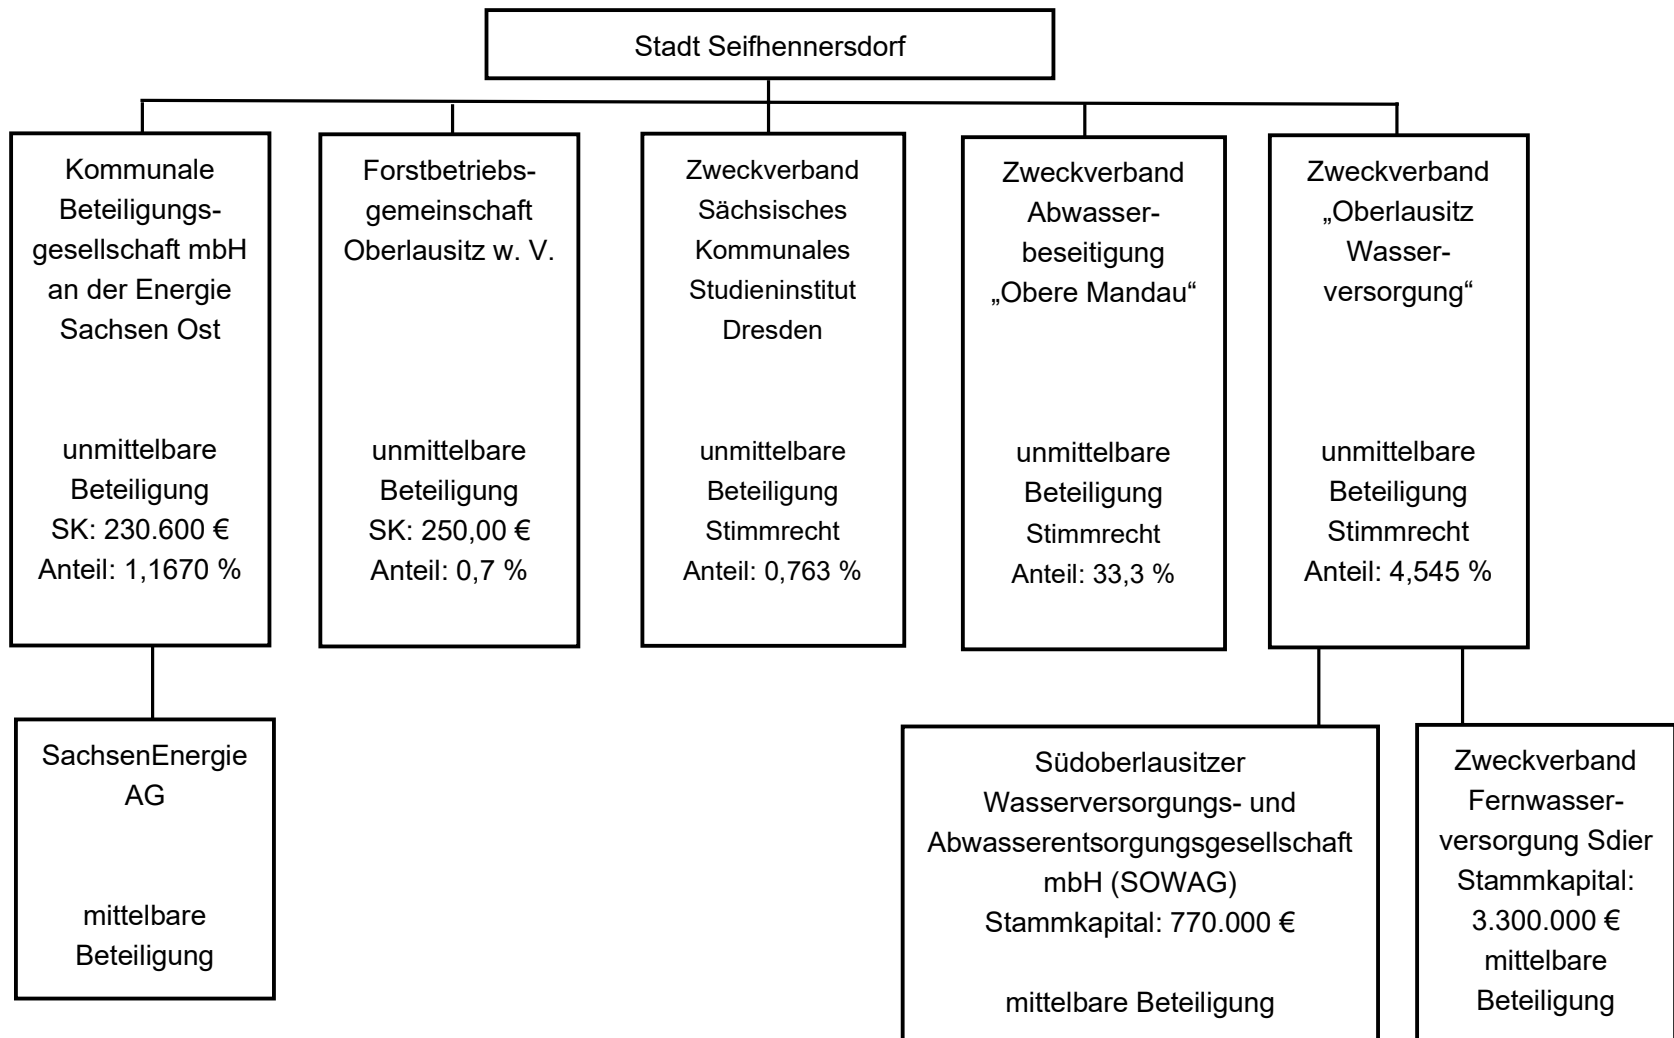 Stadt Seifhennersdorf
Kommunale
Beteiligungs-
gesellschaft mbH
an der Energie
Sachsen Ost
unmittelbare
Beteiligung
SK: 230.600 €
Anteil: 1,1670 %
Forstbetriebs-
gemeinschaft
Oberlausitz w. V.
unmittelbare
Beteiligung
SK: 250,00 €
Anteil: 0,7 %
Zweckverband
Sächsisches
Kommunales
Studieninstitut
Dresden
unmittelbare
Beteiligung
Stimmrecht
Anteil: 0,763 %
Zweckverband
Abwasser-
beseitigung
„Obere Mandau“
unmittelbare
Beteiligung
Stimmrecht
Anteil: 33,3 %
Zweckverband
„Oberlausitz
Wasser-
versorgung“
unmittelbare
Beteiligung
Stimmrecht
Anteil: 4,545 %
SachsenEnergie
AG
mittelbare
Beteiligung
Südoberlausitzer
Wasserversorgungs- und
Abwasserentsorgungsgesellschaft
mbH (SOWAG)
Stammkapital: 770.000 €
mittelbare Beteiligung
Zweckverband
Fernwasser-
versorgung Sdier
Stammkapital:
3.300.000 €
mittelbare
Beteiligung